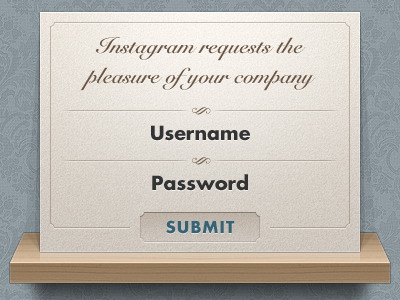 Instagram requests the
pleasure of your company
Username
Password
SUBMIT